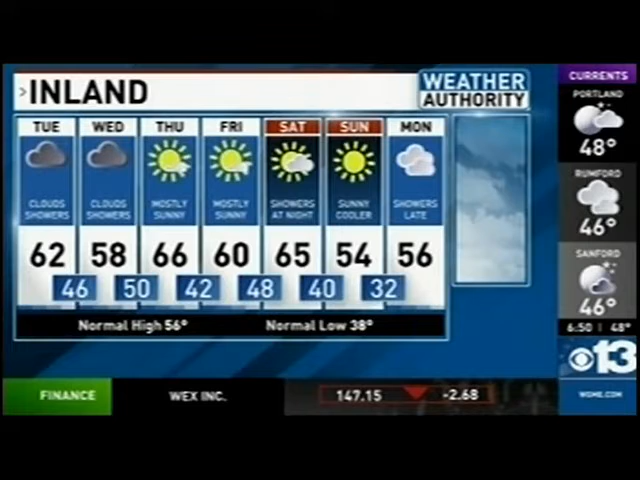 INLAND
WEATHER
AUTHORITY
TUE WED THU FRI SAT SUN MON
CLOUDS CLOUDS MOSTLY MOSTLY SHOWERS SUNNY SHOWERS
SHOWERS SHOWERS SUNNY SUNNY AT NIGHT COOLER LATE
62 58 66 60 65 54 56
46 50 42 48 40 32
Normal High 56° Normal Low 38°
CURRENTS
PORTLAND
48°
RUMFORD
46°
SANFORD
46°
6:50 48°
13
WGME.COM
FINANCE WEX INC. 147.15 -2.68